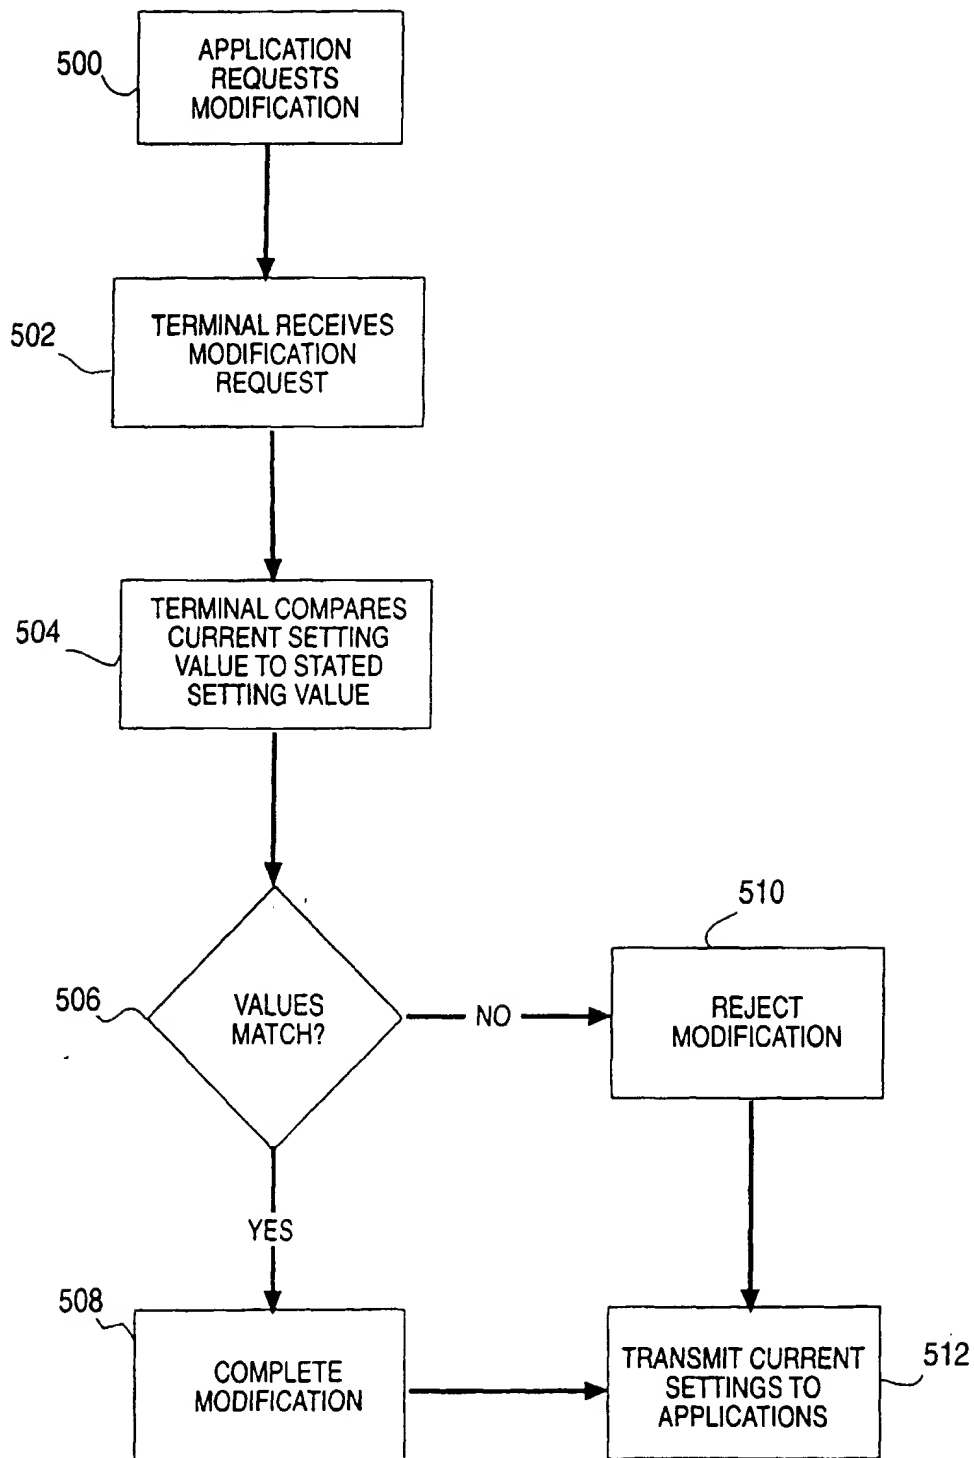 500
APPLICATION
REQUESTS
MODIFICATION
502
TERMINAL RECEIVES
MODIFICATION
REQUEST
504
TERMINAL COMPARES
CURRENT SETTING
VALUE TO STATED
SETTING VALUE
506
VALUES
MATCH?
NO
510
REJECT
MODIFICATION
YES
508
COMPLETE
MODIFICATION
TRANSMIT CURRENT
SETTINGS TO
APPLICATIONS
512